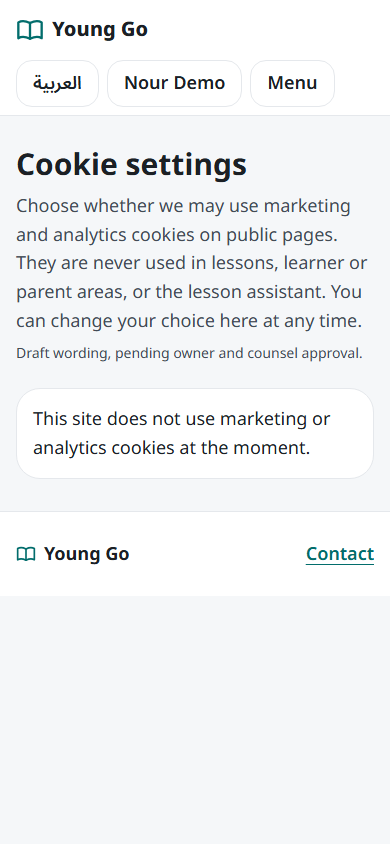 Young Go
العربية
Nour Demo
Menu
Cookie settings
Choose whether we may use marketing
and analytics cookies on public pages.
They are never used in lessons, learner or
parent areas, or the lesson assistant. You
can change your choice here at any time.
Draft wording, pending owner and counsel approval.
This site does not use marketing or
analytics cookies at the moment.
Young Go
Contact